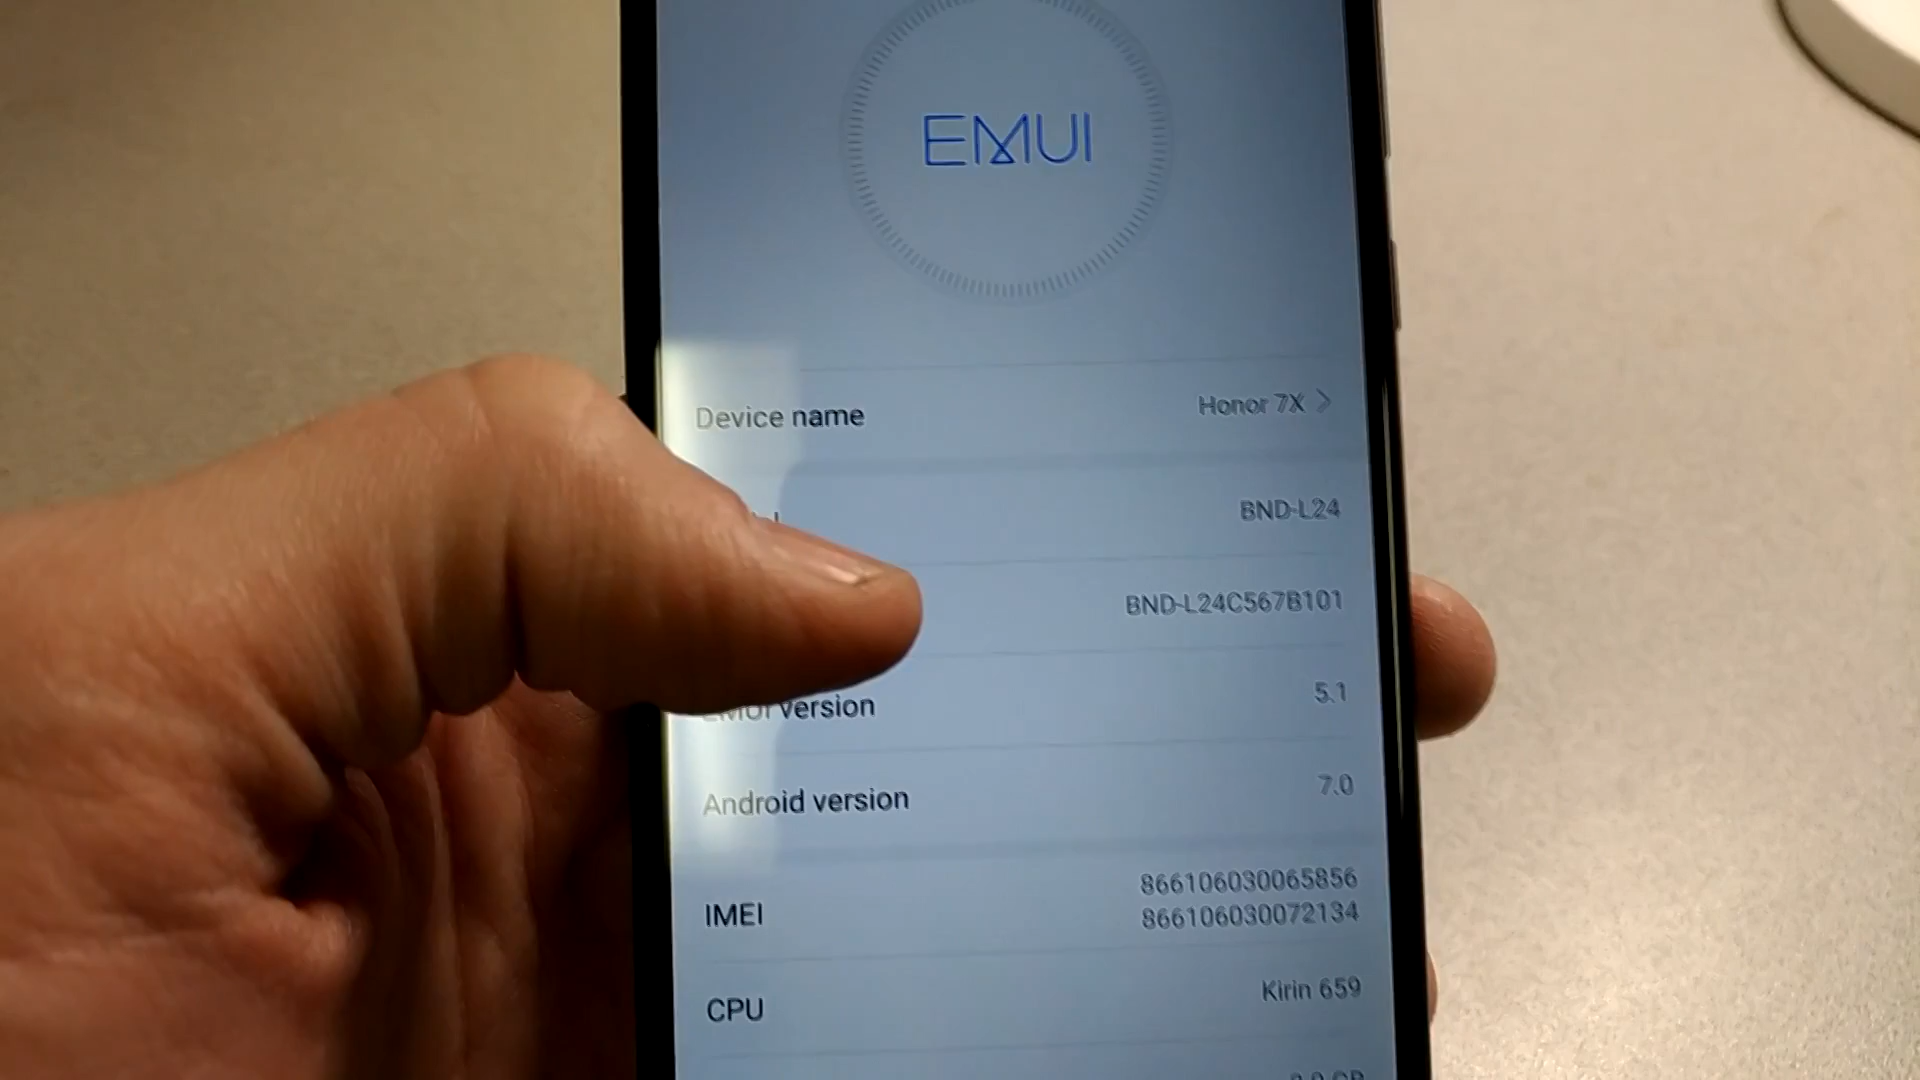 EMUI
Device name
Honor 7X
BND-L24
BND-L24C567B101
version
5.1
Android version
7.0
IMEI
866106030065856
866106030072134
CPU
Kirin 659